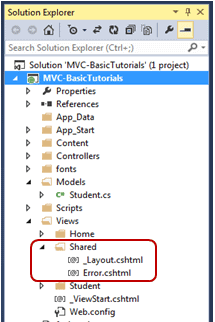 Solution Explorer
Search Solution Explorer (Ctrl+;)
Solution 'MVC-BasicTutorials' (1 project)
MVC-BasicTutorials
Properties
References
App_Data
App_Start
Content
Controllers
fonts
Models
Student.cs
Scripts
Views
Home
Shared
_Layout.cshtml
Error.cshtml
Student
_ViewStart.cshtml
Web.config